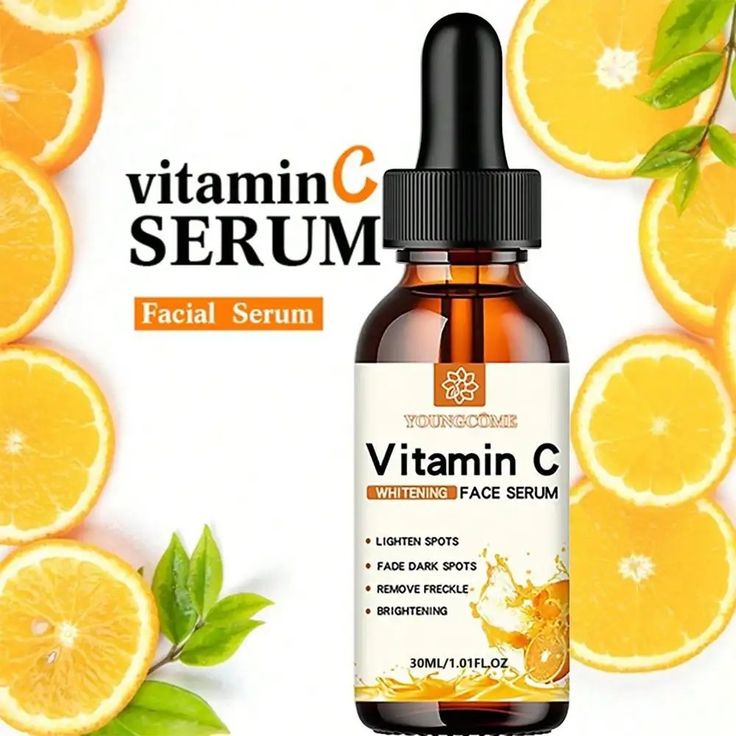 vitamin C
SERUM
Facial Serum
YOUNGCÔME
Vitamin C
WHITENING FACE SERUM
• LIGHTEN SPOTS
• FADE DARK SPOTS
• REMOVE FRECKLE
• BRIGHTENING
30ML/1.01FL.OZ